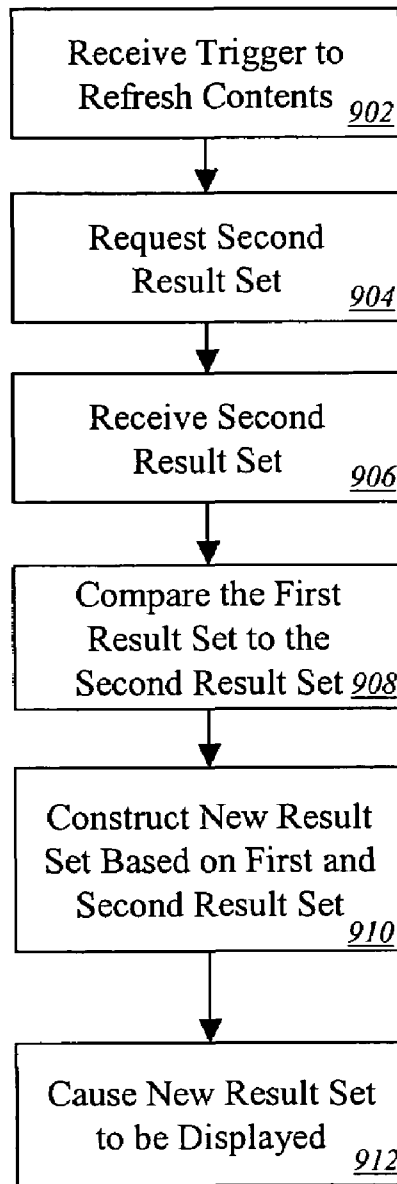 Receive Trigger to
Refresh Contents
902
Request Second
Result Set
904
Receive Second
Result Set
906
Compare the First
Result Set to the
Second Result Set 908
Construct New Result
Set Based on First and
Second Result Set
910
Cause New Result Set
to be Displayed
912